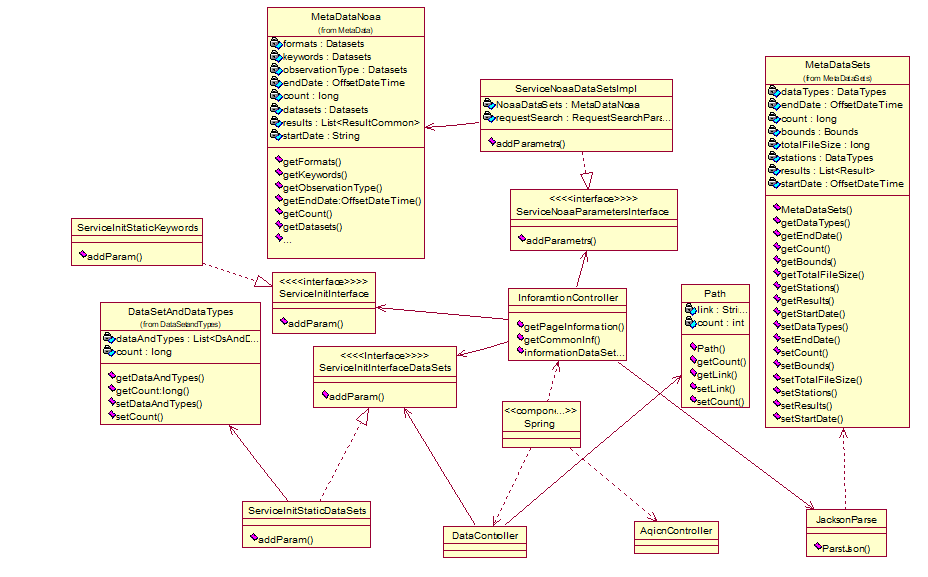 MetaDataNoaa
(from MetaData)
formats : Datasets
keywords : Datasets
observationType : Datasets
endDate : OffsetDateTime
count : long
datasets : Datasets
results : List<ResultCommon>
startDate : String
getFormats()
getKeywords()
getObservationType()
getEndDate:OffsetDateTime()
getCount()
getDatasets()
...
ServiceNoaaDataSetsImpl
NoaaDataSets : MetaDataNoaa
requestSearch : RequestSearchPara...
addParametrs()
MetaDataSets
(from MetaDataSets)
dataTypes : DataTypes
endDate : OffsetDateTime
count : long
bounds : Bounds
totalFileSize : long
stations : DataTypes
results : List<Result>
startDate : OffsetDateTime
MetaDataSets()
getDataTypes()
getEndDate()
getCount()
getBounds()
getTotalFileSize()
getStations()
getResults()
getStartDate()
setDataTypes()
setEndDate()
setCount()
setBounds()
setTotalFileSize()
setStations()
setResults()
setStartDate()
<<<<interface>>>>
ServiceNoaaParametersInterface
addParametrs()
ServiceInitStaticKeywords
addParam()
<<<<interface>>>>
ServiceInitInterface
addParam()
InforamtionController
getPageInformation()
getCommonInf()
informationDataSet...
Path
link : Stri...
count : int
Path()
getCount()
getLink()
setLink()
setCount()
DataSetAndDataTypes
(from DataSetandTypes)
dataAndTypes : List<DsAndD...
count : long
getDataAndTypes()
getCount:long()
setDataAndTypes()
setCount()
<<<<Interface>>>>
ServiceInitInterfaceDataSets
addParam()
<<compone...>>
Spring
ServiceInitStaticDataSets
addParam()
DataController
AqicnController
JacksonParse
ParstJson()